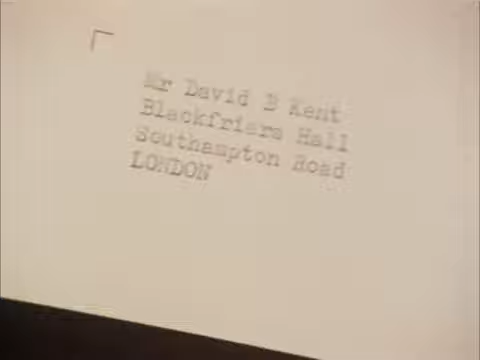 Mr David B Kent
Blackfriars Hall
Southampton Road
LONDON